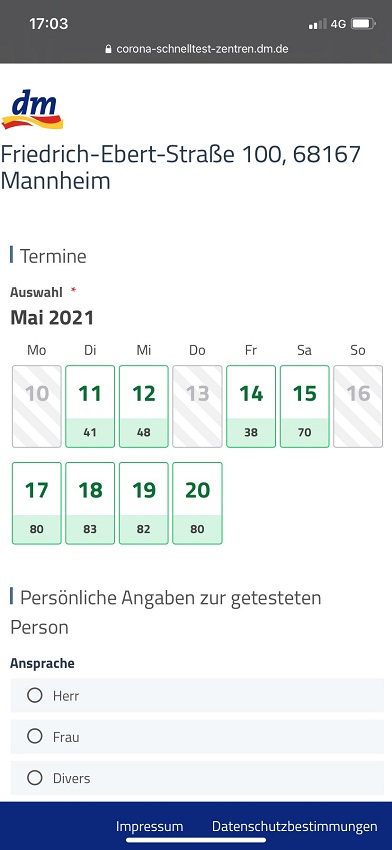 17:03
4G
corona-schnelltest-zentren.dm.de
dm
Friedrich-Ebert-Straße 100, 68167
Mannheim
Termine
Auswahl *
Mai 2021
Mo Di Mi Do Fr Sa So
10 11 12 13 14 15 16
41 48 38 70
17 18 19 20
80 83 82 80
Persönliche Angaben zur getesteten
Person
Ansprache
Herr
Frau
Divers
Impressum Datenschutzbestimmungen